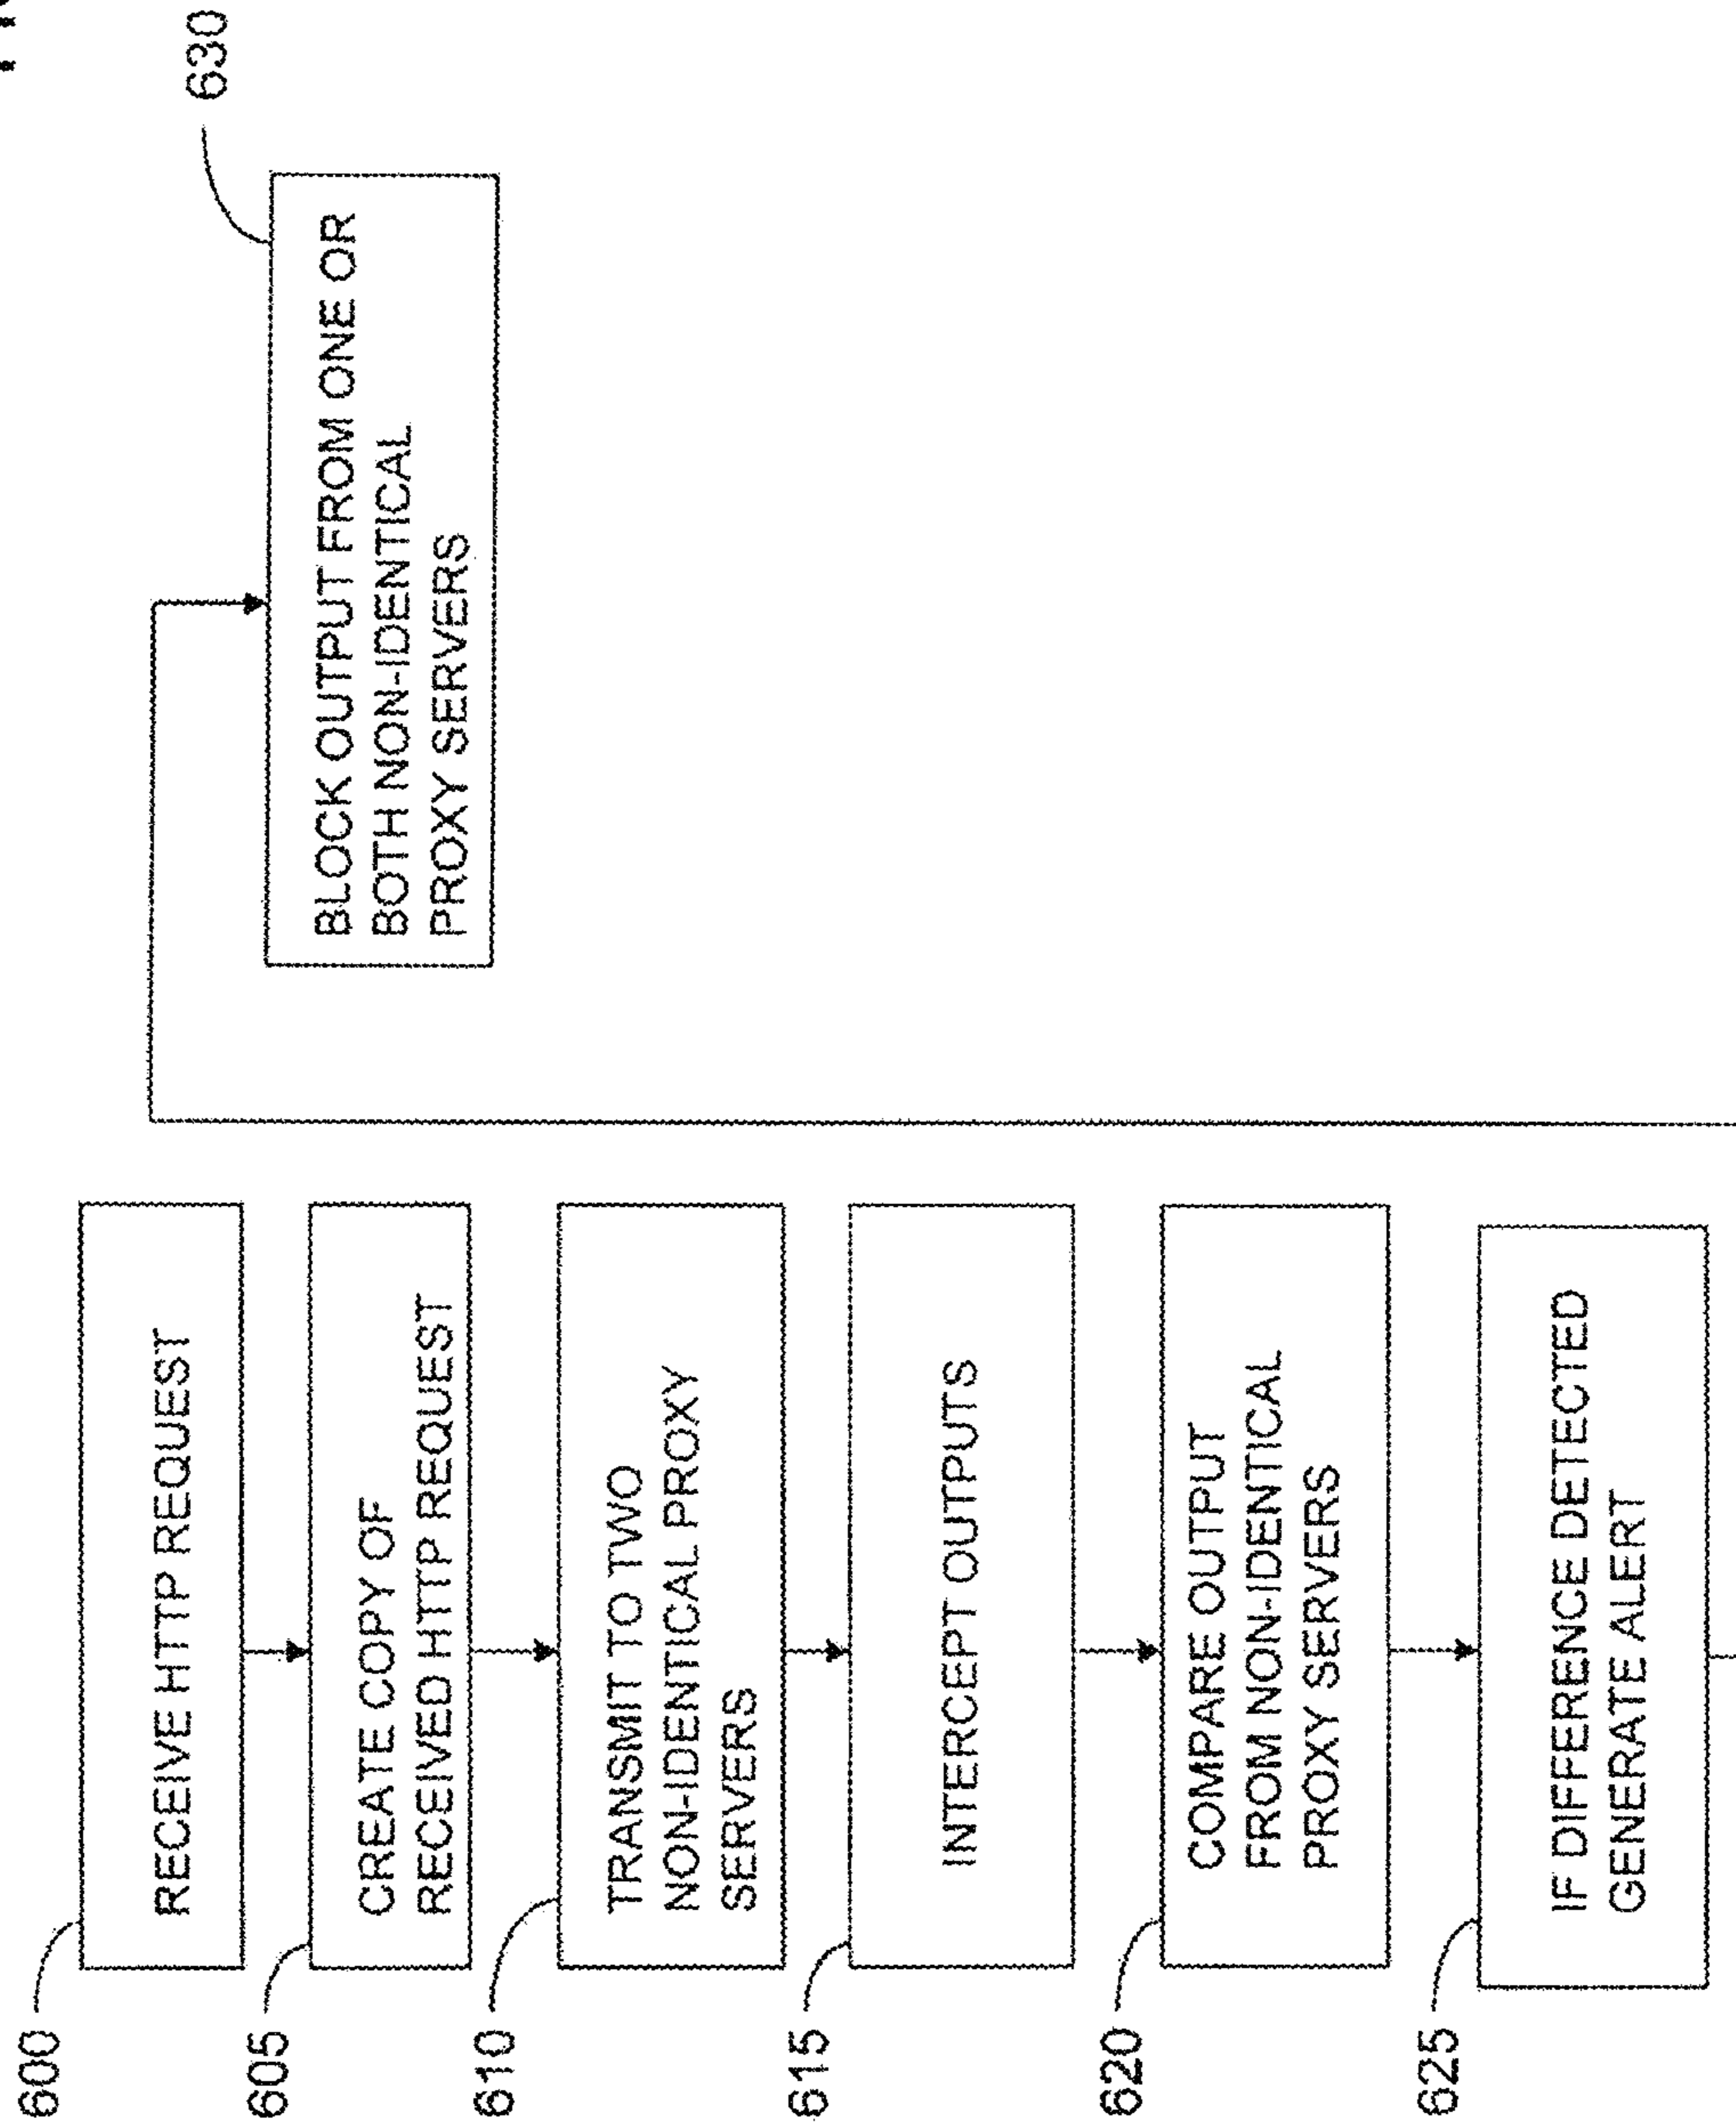 600
RECEIVE HTTP REQUEST
605
CREATE COPY OF
RECEIVED HTTP REQUEST
610
TRANSMIT TO TWO
NON-IDENTICAL PROXY
SERVERS
615
INTERCEPT OUTPUTS
620
COMPARE OUTPUT
FROM NON-IDENTICAL
PROXY SERVERS
625
IF DIFFERENCE DETECTED
GENERATE ALERT
630
BLOCK OUTPUT FROM ONE OR
BOTH NON-IDENTICAL
PROXY SERVERS